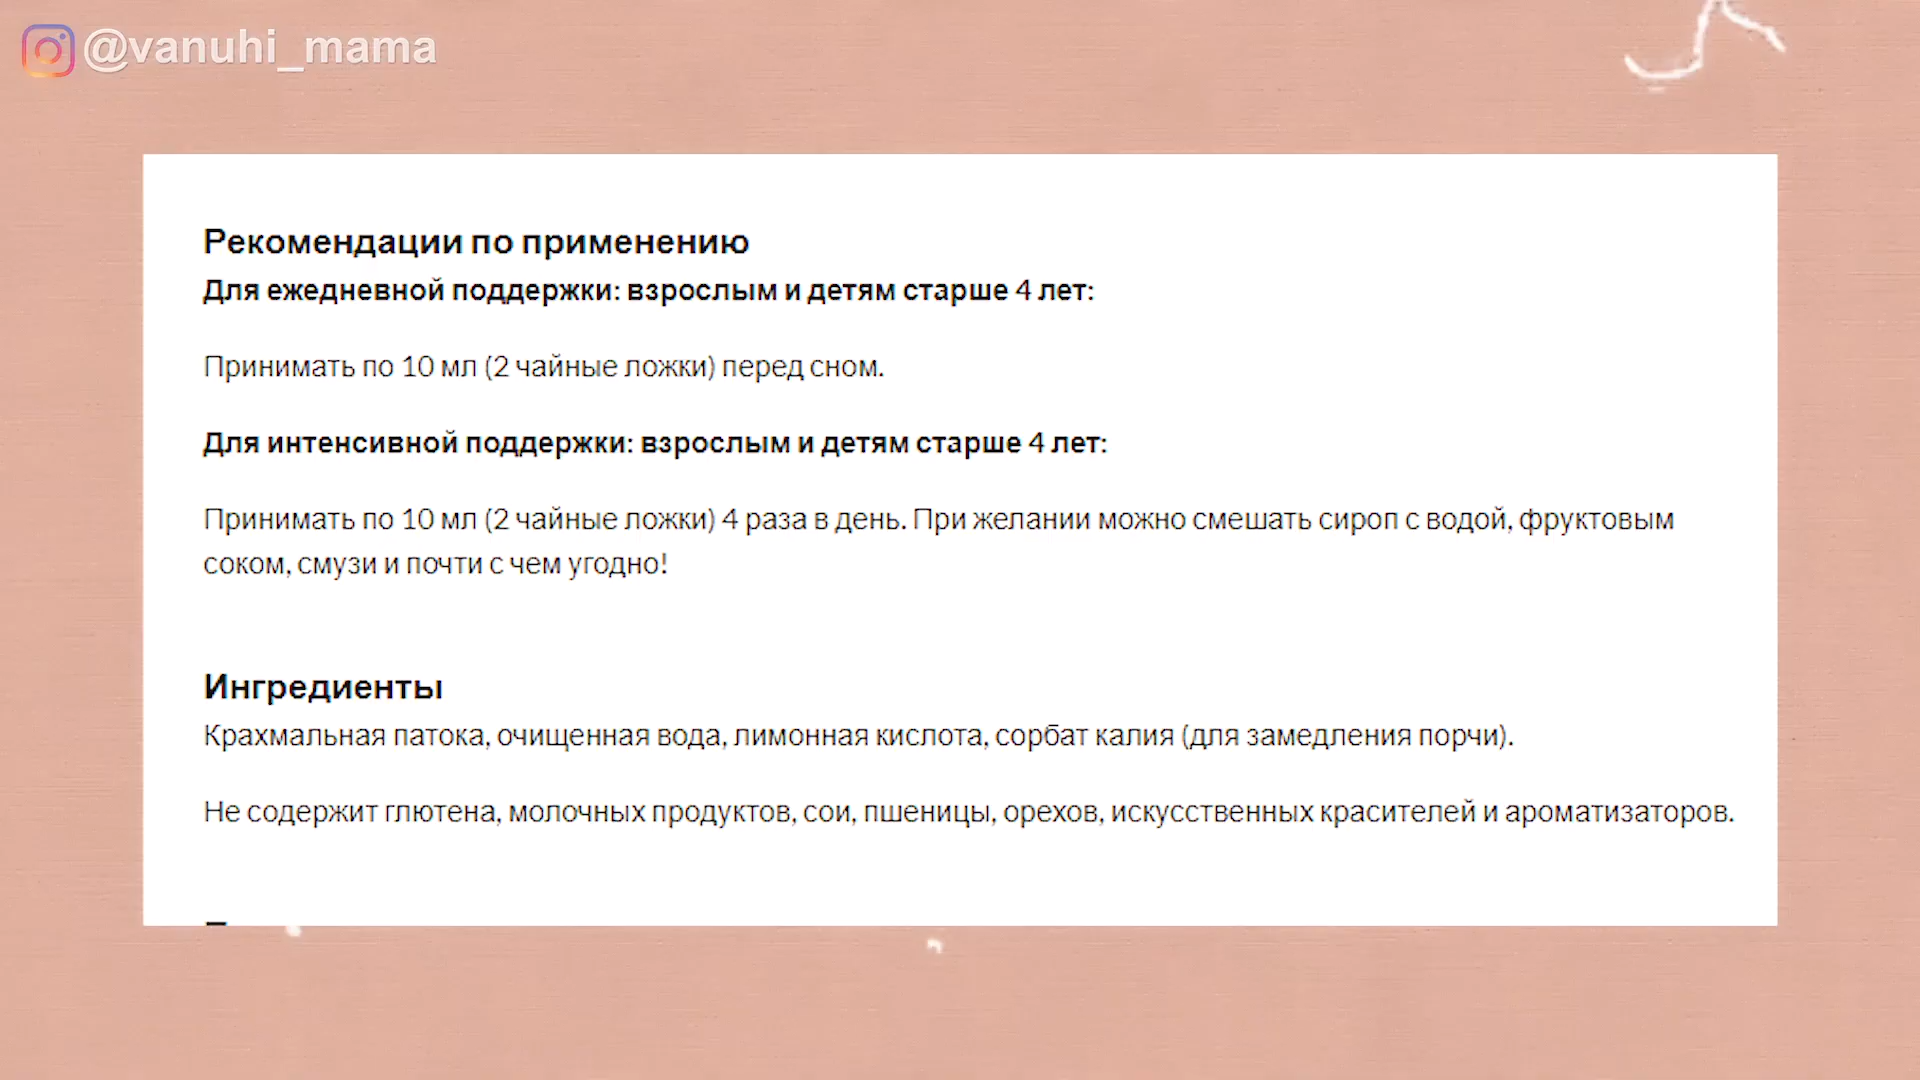 @vanuhi_mama
Рекомендации по применению
Для ежедневной поддержки: взрослым и детям старше 4 лет:
Принимать по 10 мл (2 чайные ложки) перед сном.
Для интенсивной поддержки: взрослым и детям старше 4 лет:
Принимать по 10 мл (2 чайные ложки) 4 раза в день. При желании можно смешать сироп с водой, фруктовым
соком, смузи и почти с чем угодно!
Ингредиенты
Крахмальная патока, очищенная вода, лимонная кислота, сорбат калия (для замедления порчи).
Не содержит глютена, молочных продуктов, сои, пшеницы, орехов, искусственных красителей и ароматизаторов.